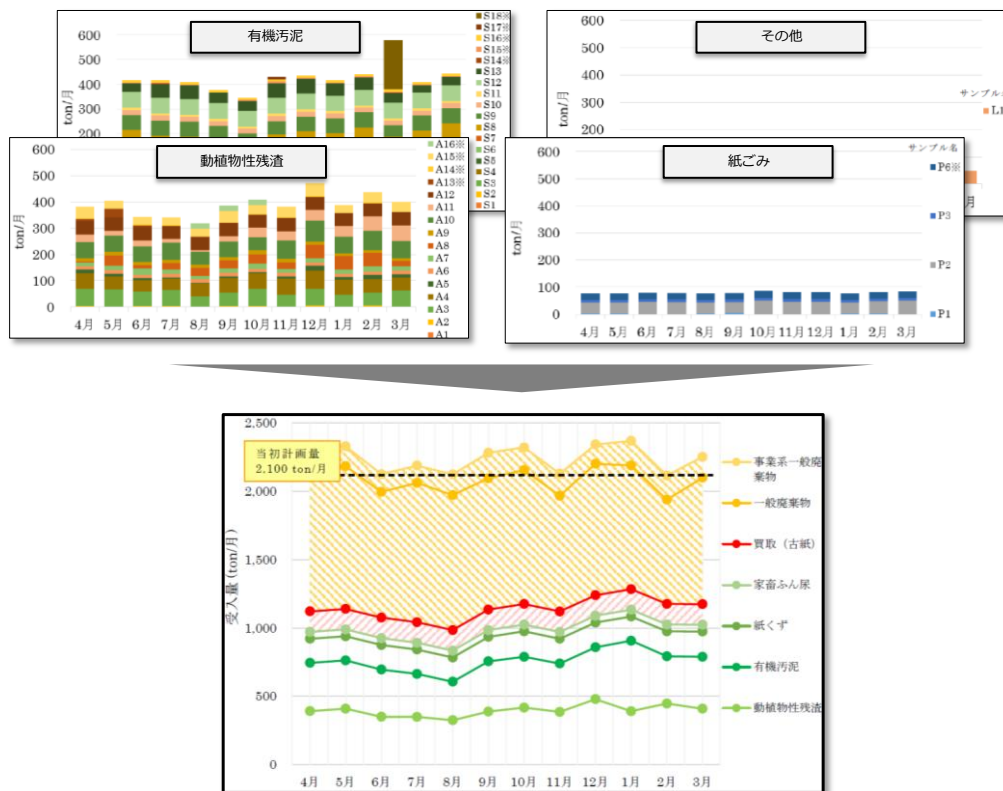 有機汚泥
600
500
400
300
200
ton/月
S18※
S17※
S16※
S15※
S14※
S13
S12
S11
S10
S9
S8
S7
S6
S5
S4
S3
S2
S1
その他
600
500
400
300
200
ton/月
サンプル名
月
動植物性残渣
600
500
400
300
200
100
0
ton/月
4月 5月 6月 7月 8月 9月 10月 11月 12月 1月 2月 3月
A16※
A15※
A14※
A13※
A12
A11
A10
A9
A8
A7
A6
A5
A4
A3
A2
A1
紙ごみ
600
500
400
300
200
100
0
ton/月
4月 5月 6月 7月 8月 9月 10月 11月 12月 1月 2月 3月
サンプル名
P6※
P3
P2
P1
2,500
2,000
1,500
1,000
500
0
受入量(ton/月)
当初計画量
2,100 ton/月
4月 5月 6月 7月 8月 9月 10月 11月 12月 1月 2月 3月
事業系一般廃
棄物
一般廃棄物
買取(古紙)
家畜ふん尿
紙くず
有機汚泥
動植物性残渣